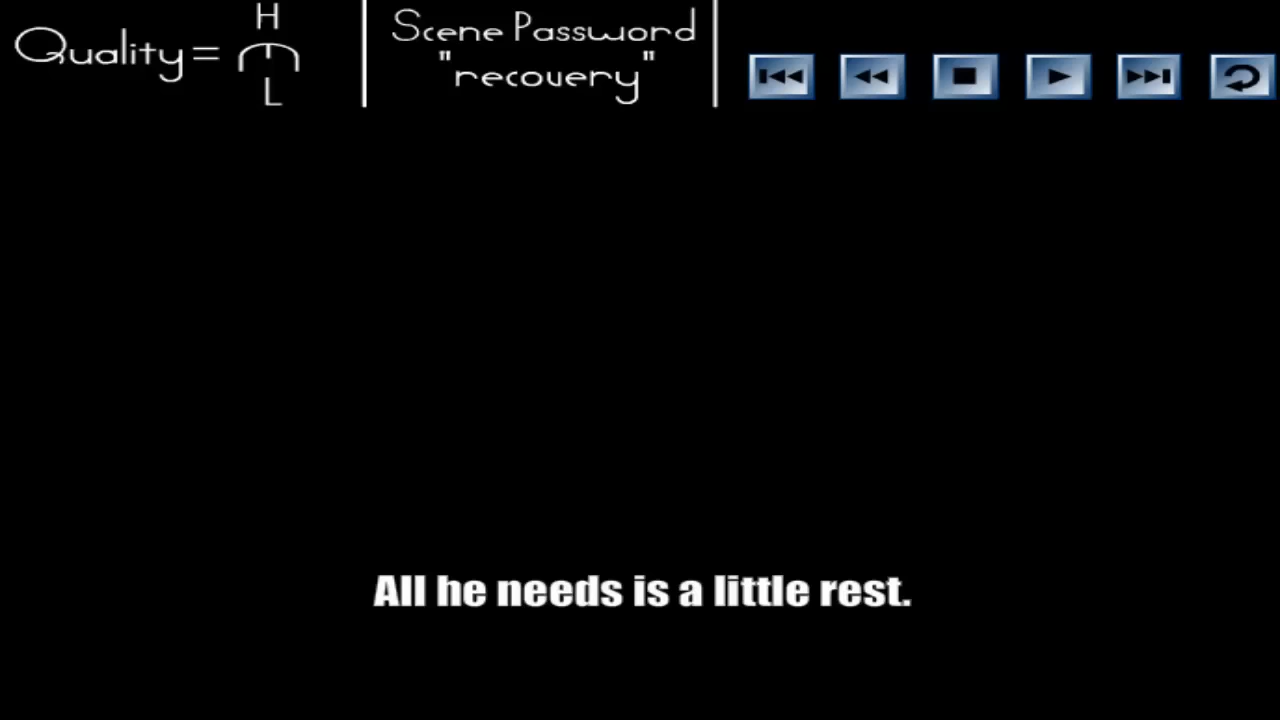 Quality =
H
M
L
Scene Password
"recovery"
All he needs is a little rest.